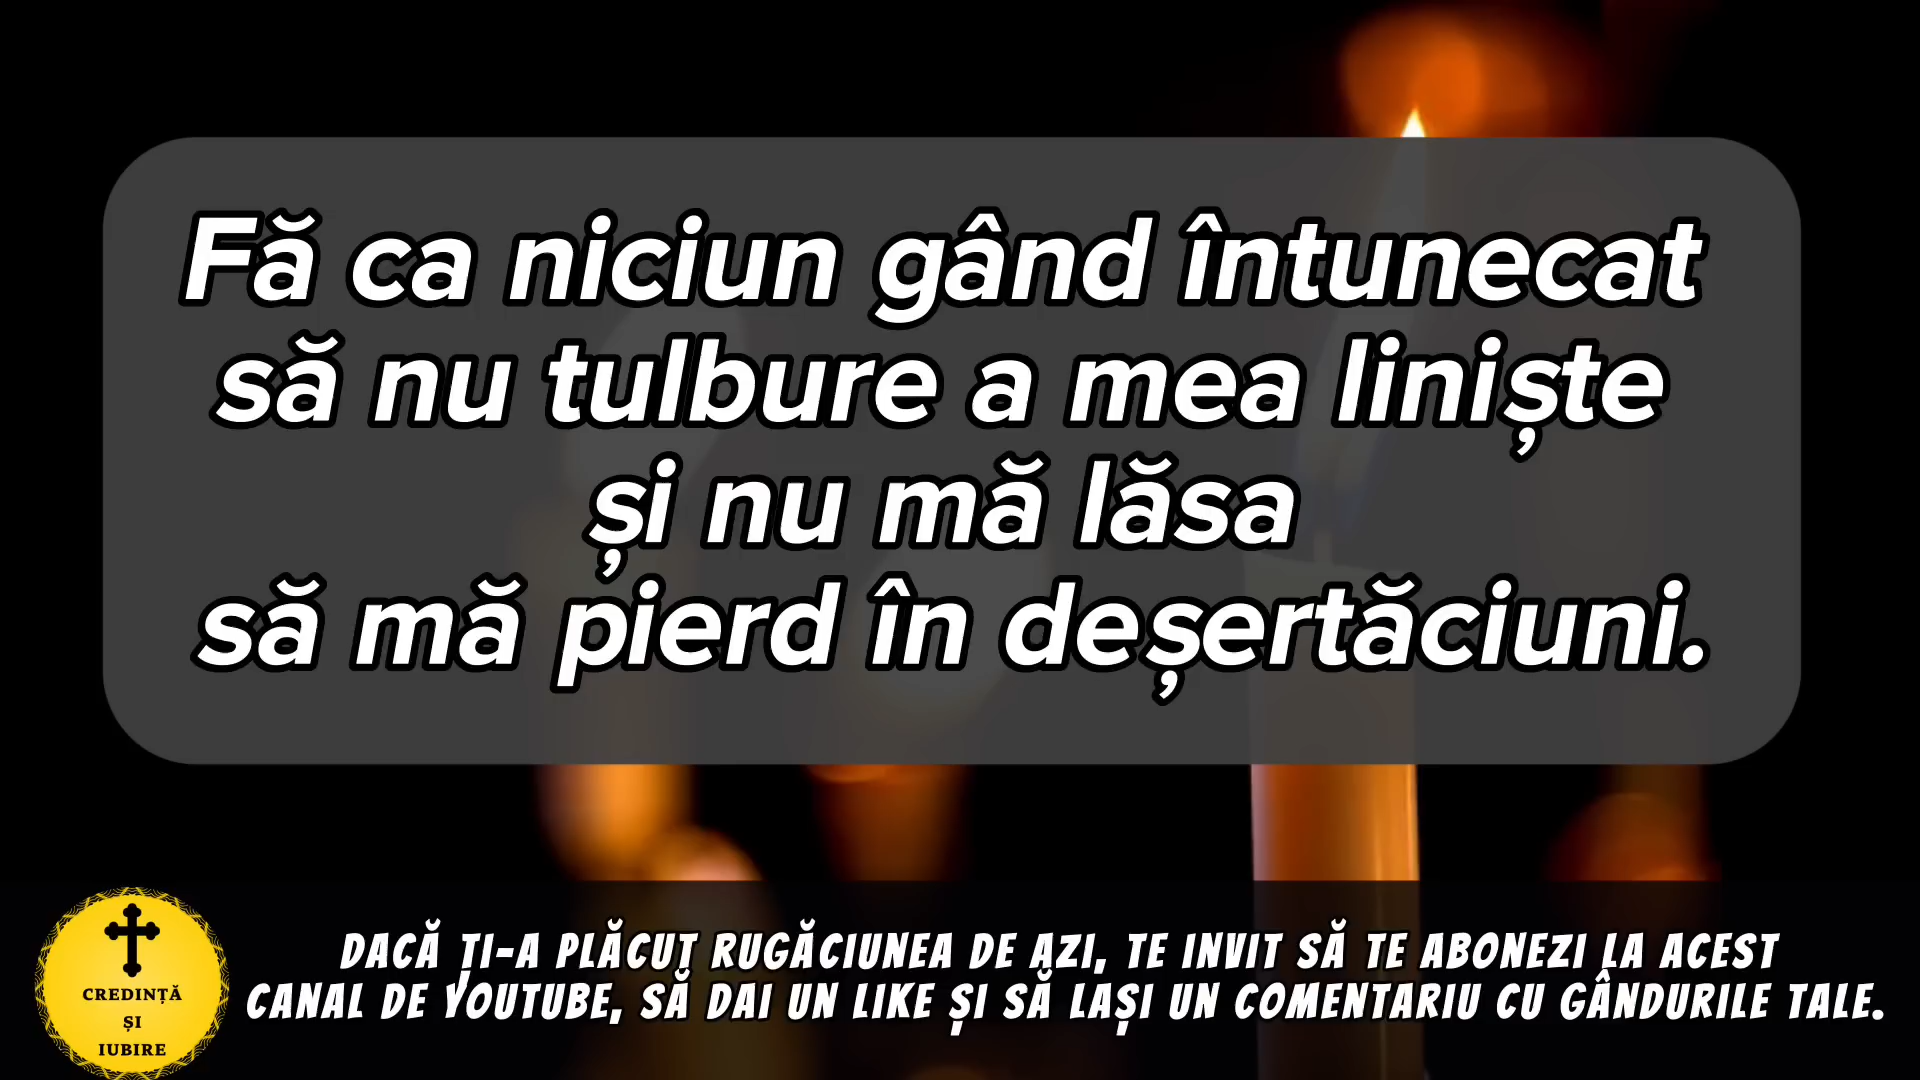 Fă ca niciun gând întunecat
să nu tulbure a mea liniște
și nu mă lăsa
să mă pierd în deșertăciuni.
CREDINȚĂ
ȘI
IUBIRE
DACĂ ȚI-A PLĂCUT RUGĂCIUNEA DE AZI, TE INVIT SĂ TE ABONEZI LA ACEST
CANAL DE YOUTUBE, SĂ DAI UN LIKE ȘI SĂ LAȘI UN COMENTARIU CU GÂNDURILE TALE.